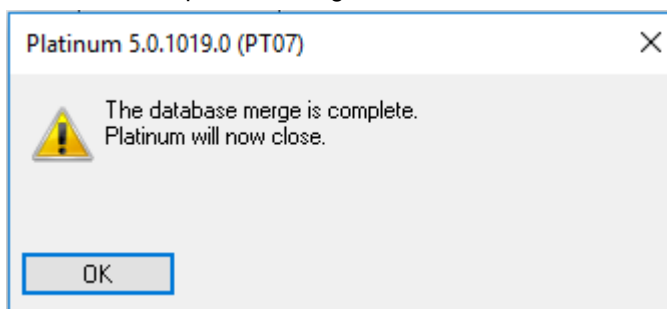 Platinum 5.0.1019.0 (PT07)
The database merge is complete.
Platinum will now close.
OK